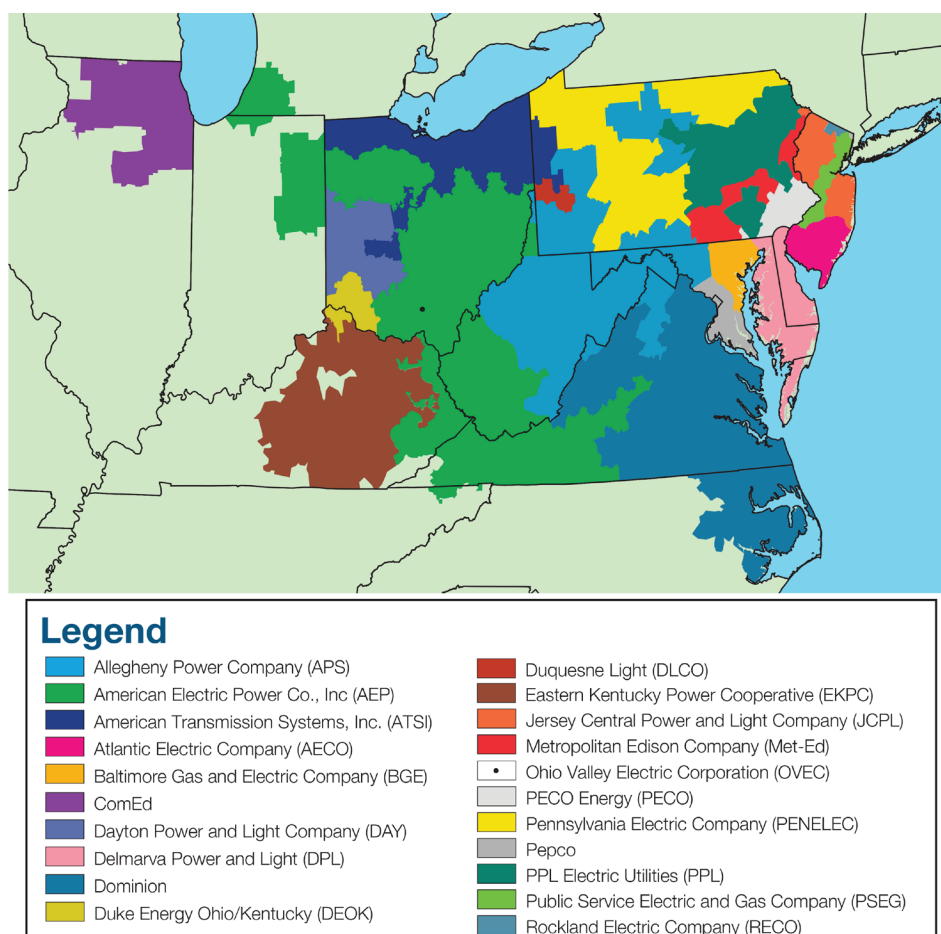 Legend
Allegheny Power Company (APS)
American Electric Power Co., Inc (AEP)
American Transmission Systems, Inc. (ATSI)
Atlantic Electric Company (AECO)
Baltimore Gas and Electric Company (BGE)
ComEd
Dayton Power and Light Company (DAY)
Delmarva Power and Light (DPL)
Dominion
Duke Energy Ohio/Kentucky (DEOK)
Duquesne Light (DLCO)
Eastern Kentucky Power Cooperative (EKPC)
Jersey Central Power and Light Company (JCPL)
Metropolitan Edison Company (Met-Ed)
Ohio Valley Electric Corporation (OVEC)
PECO Energy (PECO)
Pennsylvania Electric Company (PENELEC)
Pepco
PPL Electric Utilities (PPL)
Public Service Electric and Gas Company (PSEG)
Rockland Electric Company (RECO)